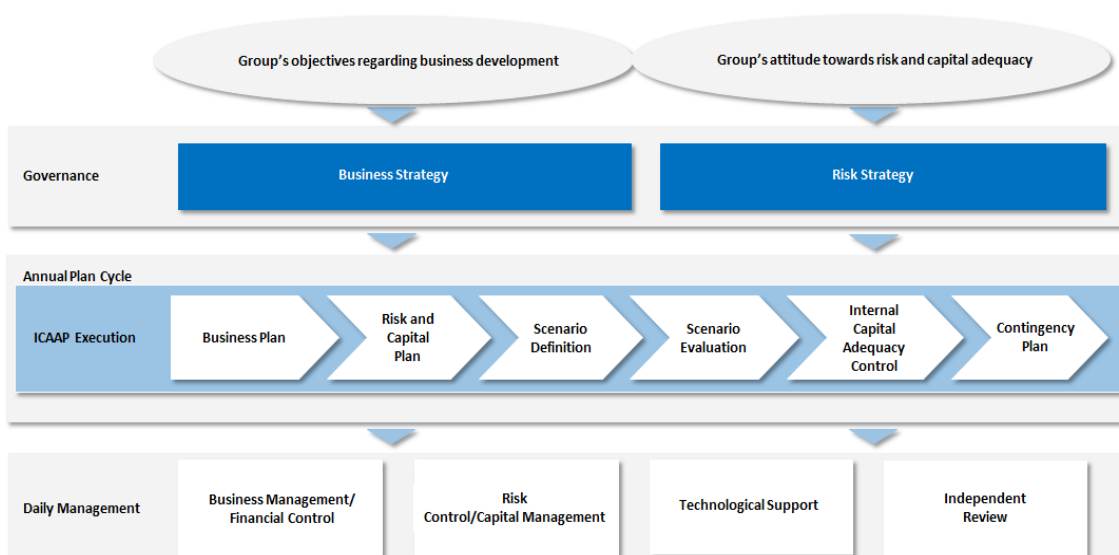 Group's objectives regarding business development
Group's attitude towards risk and capital adequacy
Governance
Business Strategy
Risk Strategy
Annual Plan Cycle
ICAAP Execution
Business Plan
Risk and
Capital
Plan
Scenario
Definition
Scenario
Evaluation
Internal
Capital
Adequacy
Control
Contingency
Plan
Daily Management
Business Management/
Financial Control
Risk
Control/Capital Management
Technological Support
Independent
Review